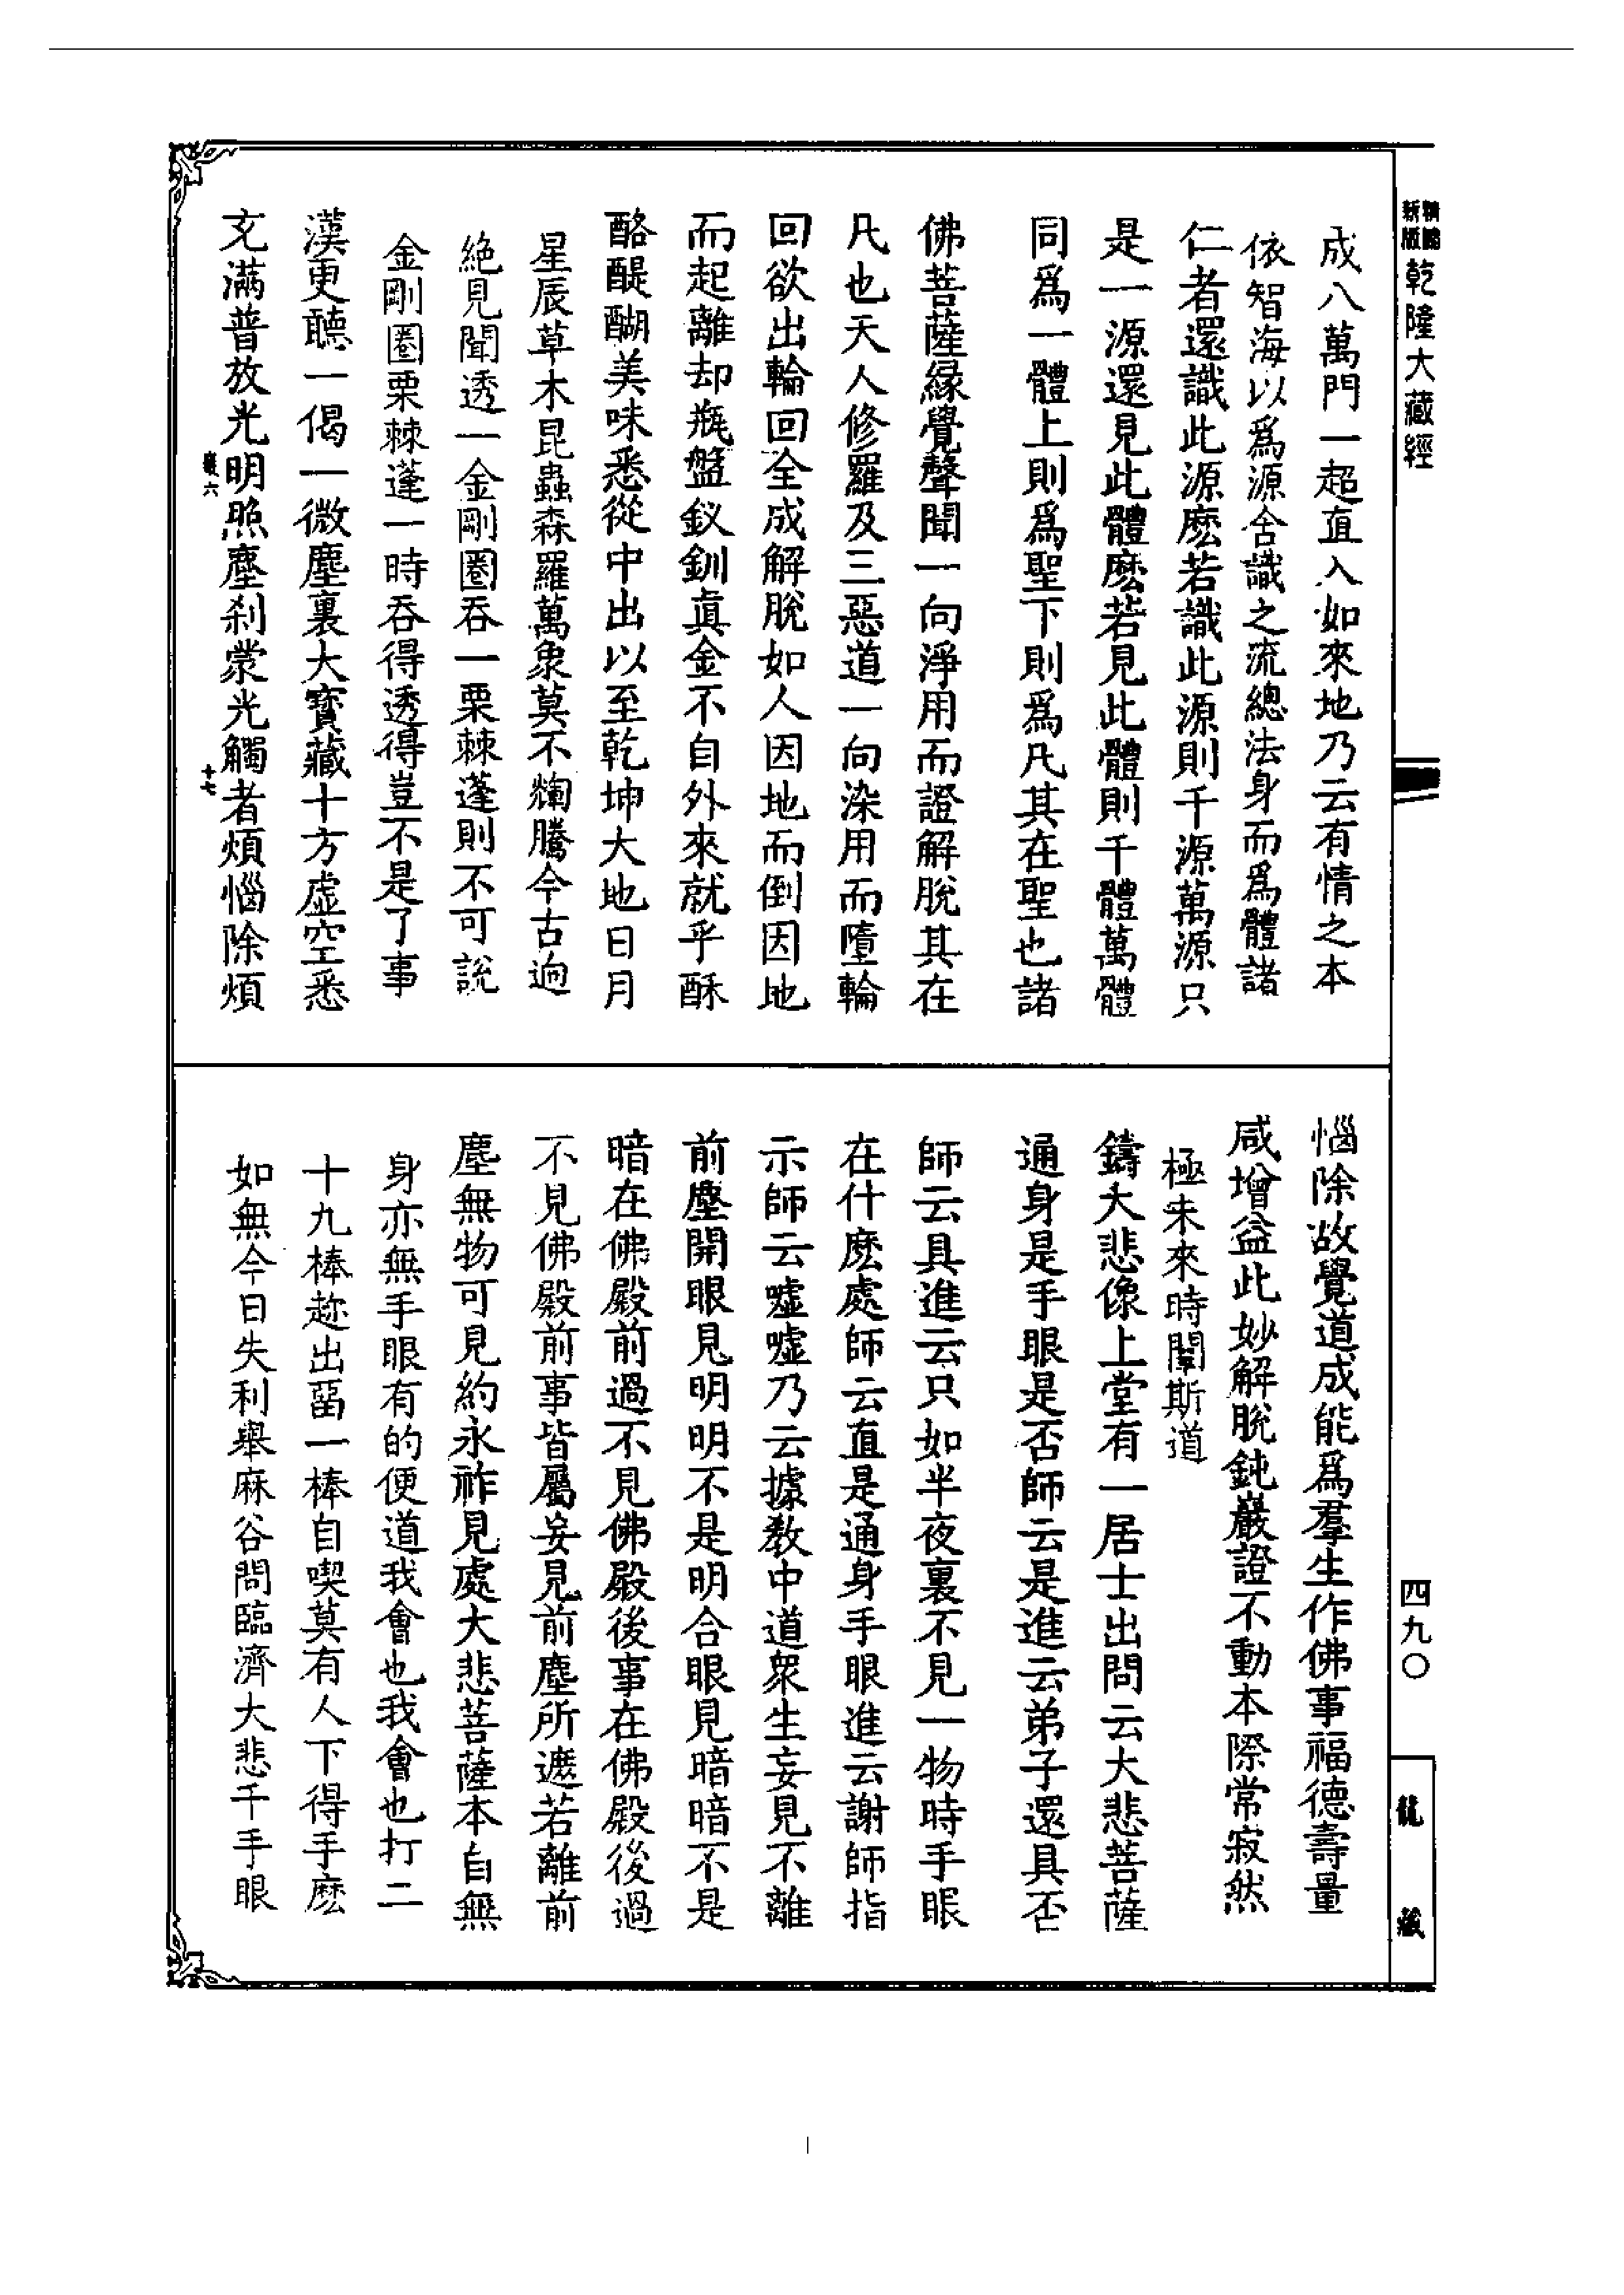 精縮
新版
乾隆大藏經
四九〇
龍藏
成八萬門一超直入如來地乃云有情之本
依智海以爲源含識之流總法身而爲體諸
仁者還識此源麽若識此源則千源萬源只
是一源還見此體麽若見此體則千體萬體
同爲一體上則爲聖下則爲凡其在聖也諸
佛菩薩緣覺聲聞一向淨用而證解脫其在
凡也天人修羅及三惡道一向染用而墮輪
回欲出輪回全成解脫如人因地而倒因地
而起離却瓶盤釵釧眞金不自外來就乎酥
酪醍醐美味悉從中出以至乾坤大地日月
星辰草木昆蟲森羅萬象莫不爛騰今古逈
絕見聞透一金剛圈吞一栗棘蓬則不可說
金剛圈栗棘蓬一時吞得透得豈不是了事
漢更聽一偈一微塵裏大寶藏十方虛空悉
充滿普放光明照塵刹蒙光觸者煩惱除煩
六
十七
惱除故覺道成能爲羣生作佛事福德壽量
咸增益此妙解脫鈍巖證不動本際常寂然
極未來時闡斯道
鑄大悲像上堂有一居士出問云大悲菩薩
通身是手眼是否師云是進云弟子還具否
師云具進云只如半夜裏不見一物時手眼
在什麽處師云直是通身手眼進云謝師指
示師云噓噓乃云據教中道衆生妄見不離
前塵開眼見明明不是明合眼見暗暗不是
暗在佛殿前過不見佛殿後事在佛殿後過
不見佛殿前事皆屬妄見前塵所遮若離前
塵無物可見約永祚見處大悲菩薩本自無
身亦無手眼有的便道我會也我會也打二
十九棒趂出留一棒自喫莫有人下得手麽
如無今日失利舉麻谷問臨濟大悲千手眼